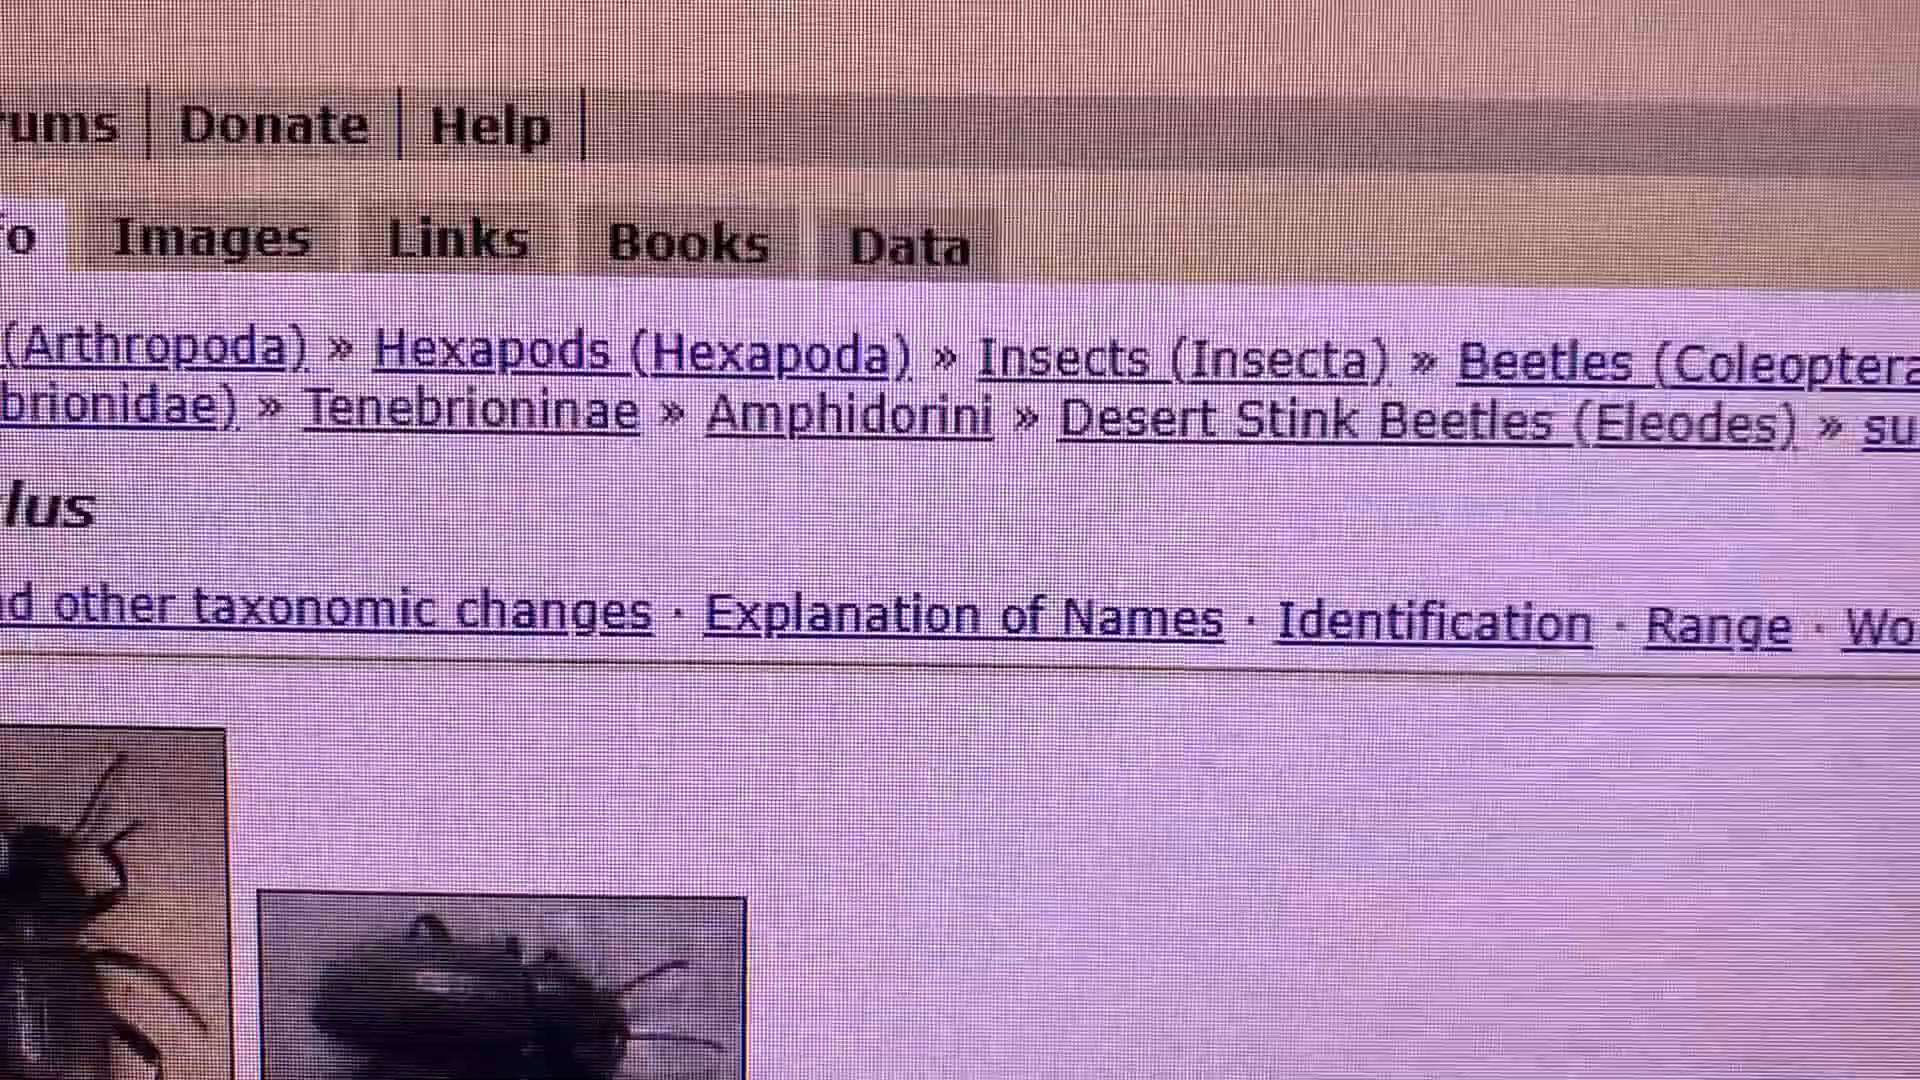 ums | Donate | Help |
o Images Links Books Data
(Arthropoda) » Hexapods (Hexapoda) » Insects (Insecta) » Beetles (Coleoptera
brionidae) » Tenebrioninae » Amphidorini » Desert Stink Beetles (Eleodes) » su
lus
d other taxonomic changes · Explanation of Names · Identification · Range · Wo